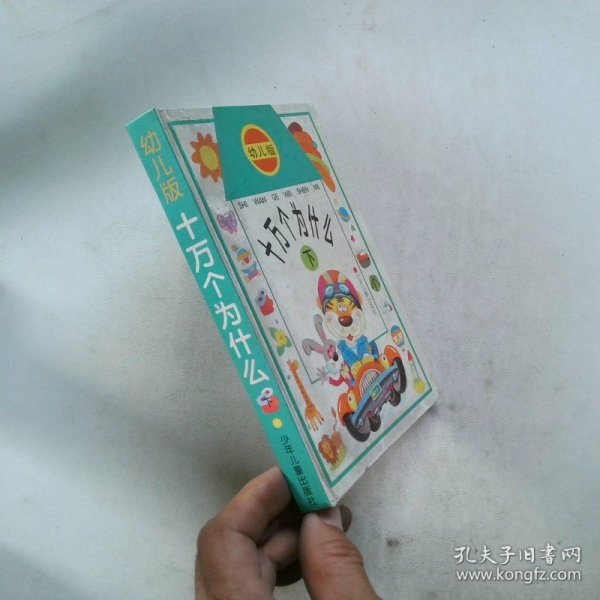 幼儿版
十万个为什么
少年儿童出版社
幼儿版
SHI WAN GE WEI SHEN ME
十万个为什么
下
孔夫子旧书网
www.kongfz.com